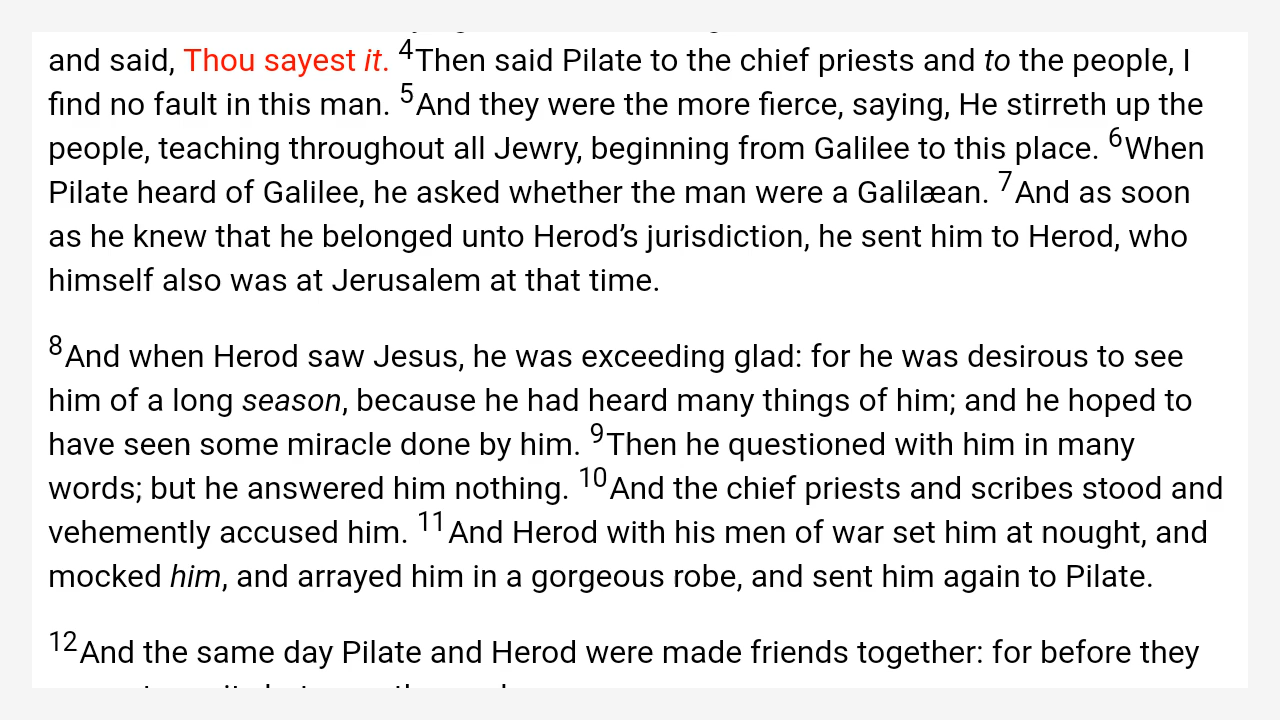 and said, Thou sayest it. 4Then said Pilate to the chief priests and to the people, I
find no fault in this man. 5And they were the more fierce, saying, He stirreth up the
people, teaching throughout all Jewry, beginning from Galilee to this place. 6When
Pilate heard of Galilee, he asked whether the man were a Galilæan. 7And as soon
as he knew that he belonged unto Herod’s jurisdiction, he sent him to Herod, who
himself also was at Jerusalem at that time.
8And when Herod saw Jesus, he was exceeding glad: for he was desirous to see
him of a long season, because he had heard many things of him; and he hoped to
have seen some miracle done by him. 9Then he questioned with him in many
words; but he answered him nothing. 10And the chief priests and scribes stood and
vehemently accused him. 11And Herod with his men of war set him at nought, and
mocked him, and arrayed him in a gorgeous robe, and sent him again to Pilate.
12And the same day Pilate and Herod were made friends together: for before they